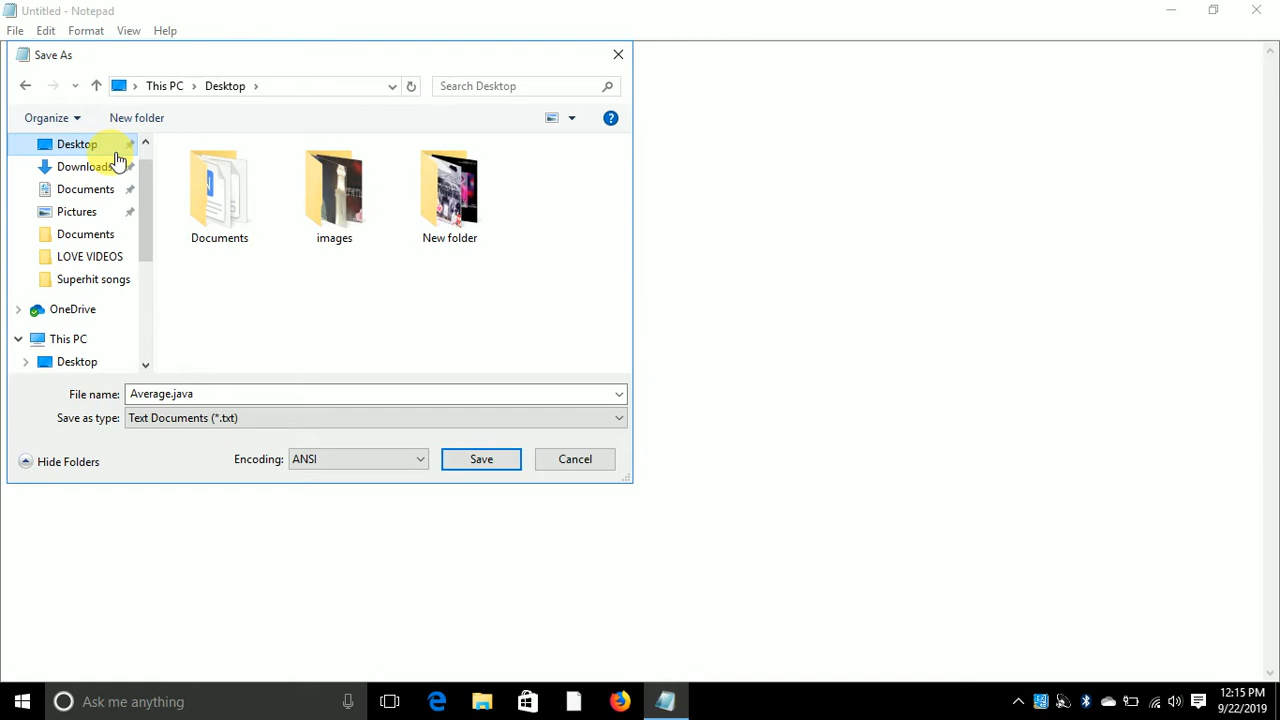 Untitled - Notepad
File Edit Format View Help
Save As
This PC Desktop
Search Desktop
Organize New folder
Desktop
Downloads
Documents
Pictures
Documents
LOVE VIDEOS
Superhit songs
OneDrive
This PC
Desktop
Documents images New folder
File name: Average.java
Save as type: Text Documents (*.txt)
Hide Folders Encoding: ANSI Save Cancel
Ask me anything
12:15 PM
9/22/2019